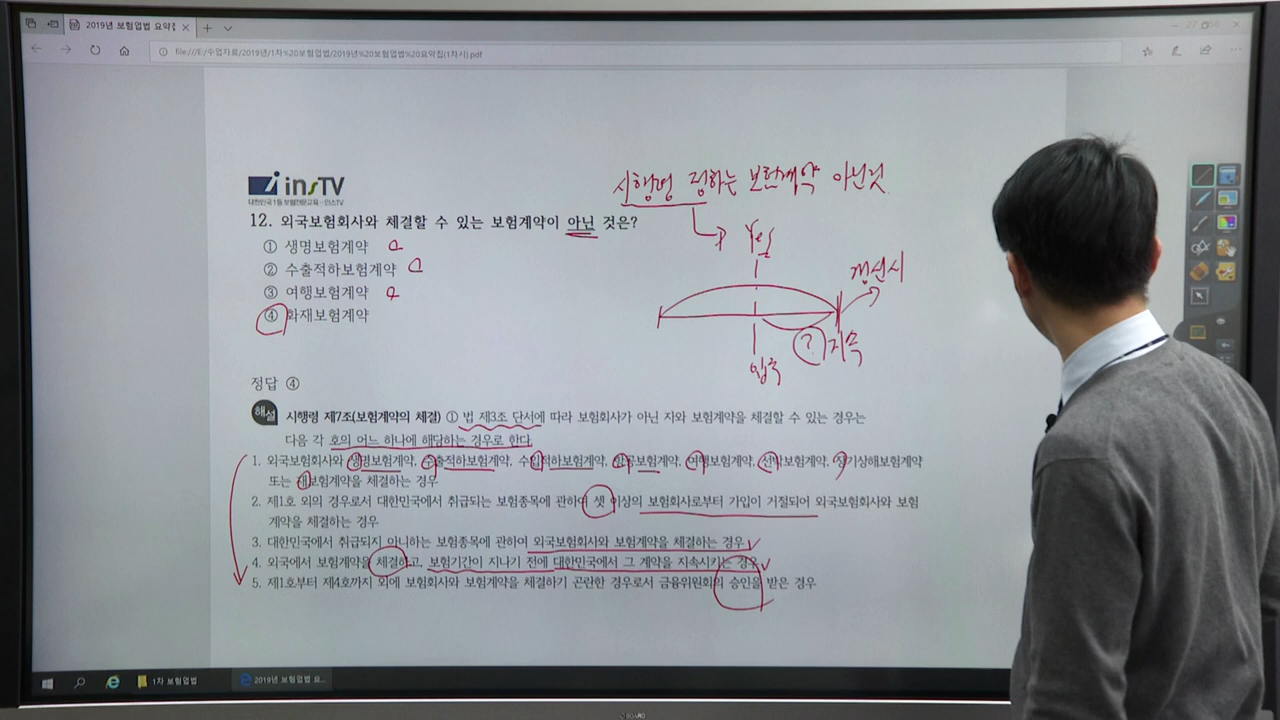 2019년 보험업법 요약집
file:///E:/수업자료/2019년/1차%20보험업법/2019년%20보험업법%20요약집(1차시).pdf
insTV
대한민국 1등 보험전문교육 - 인스TV
시행령 정하는 보험계약 아닌것
12. 외국보험회사와 체결할 수 있는 보험계약이 아닌 것은?
Yes
① 생명보험계약
② 수출적하보험계약
갱신시
③ 여행보험계약
④ 화재보험계약
? 지속
입국
정답 ④
해설 시행령 제7조(보험계약의 체결) ① 법 제3조 단서에 따라 보험회사가 아닌 자와 보험계약을 체결할 수 있는 경우는
다음 각 호의 어느 하나에 해당하는 경우로 한다.
1. 외국보험회사와 생명보험계약, 수출적하보험계약, 수입적하보험계약, 항공보험계약, 여행보험계약, 선박보험계약, 장기상해보험계약
또는 재보험계약을 체결하는 경우
2. 제1호 외의 경우로서 대한민국에서 취급되는 보험종목에 관하여 셋 이상의 보험회사로부터 가입이 거절되어 외국보험회사와 보험
계약을 체결하는 경우
3. 대한민국에서 취급되지 아니하는 보험종목에 관하여 외국보험회사와 보험계약을 체결하는 경우
4. 외국에서 보험계약을 체결하고, 보험기간이 지나기 전에 대한민국에서 그 계약을 지속시키는 경우
5. 제1호부터 제4호까지 외에 보험회사와 보험계약을 체결하기 곤란한 경우로서 금융위원회의 승인을 받은 경우
1차 보험업법
2019년 보험업법 요...